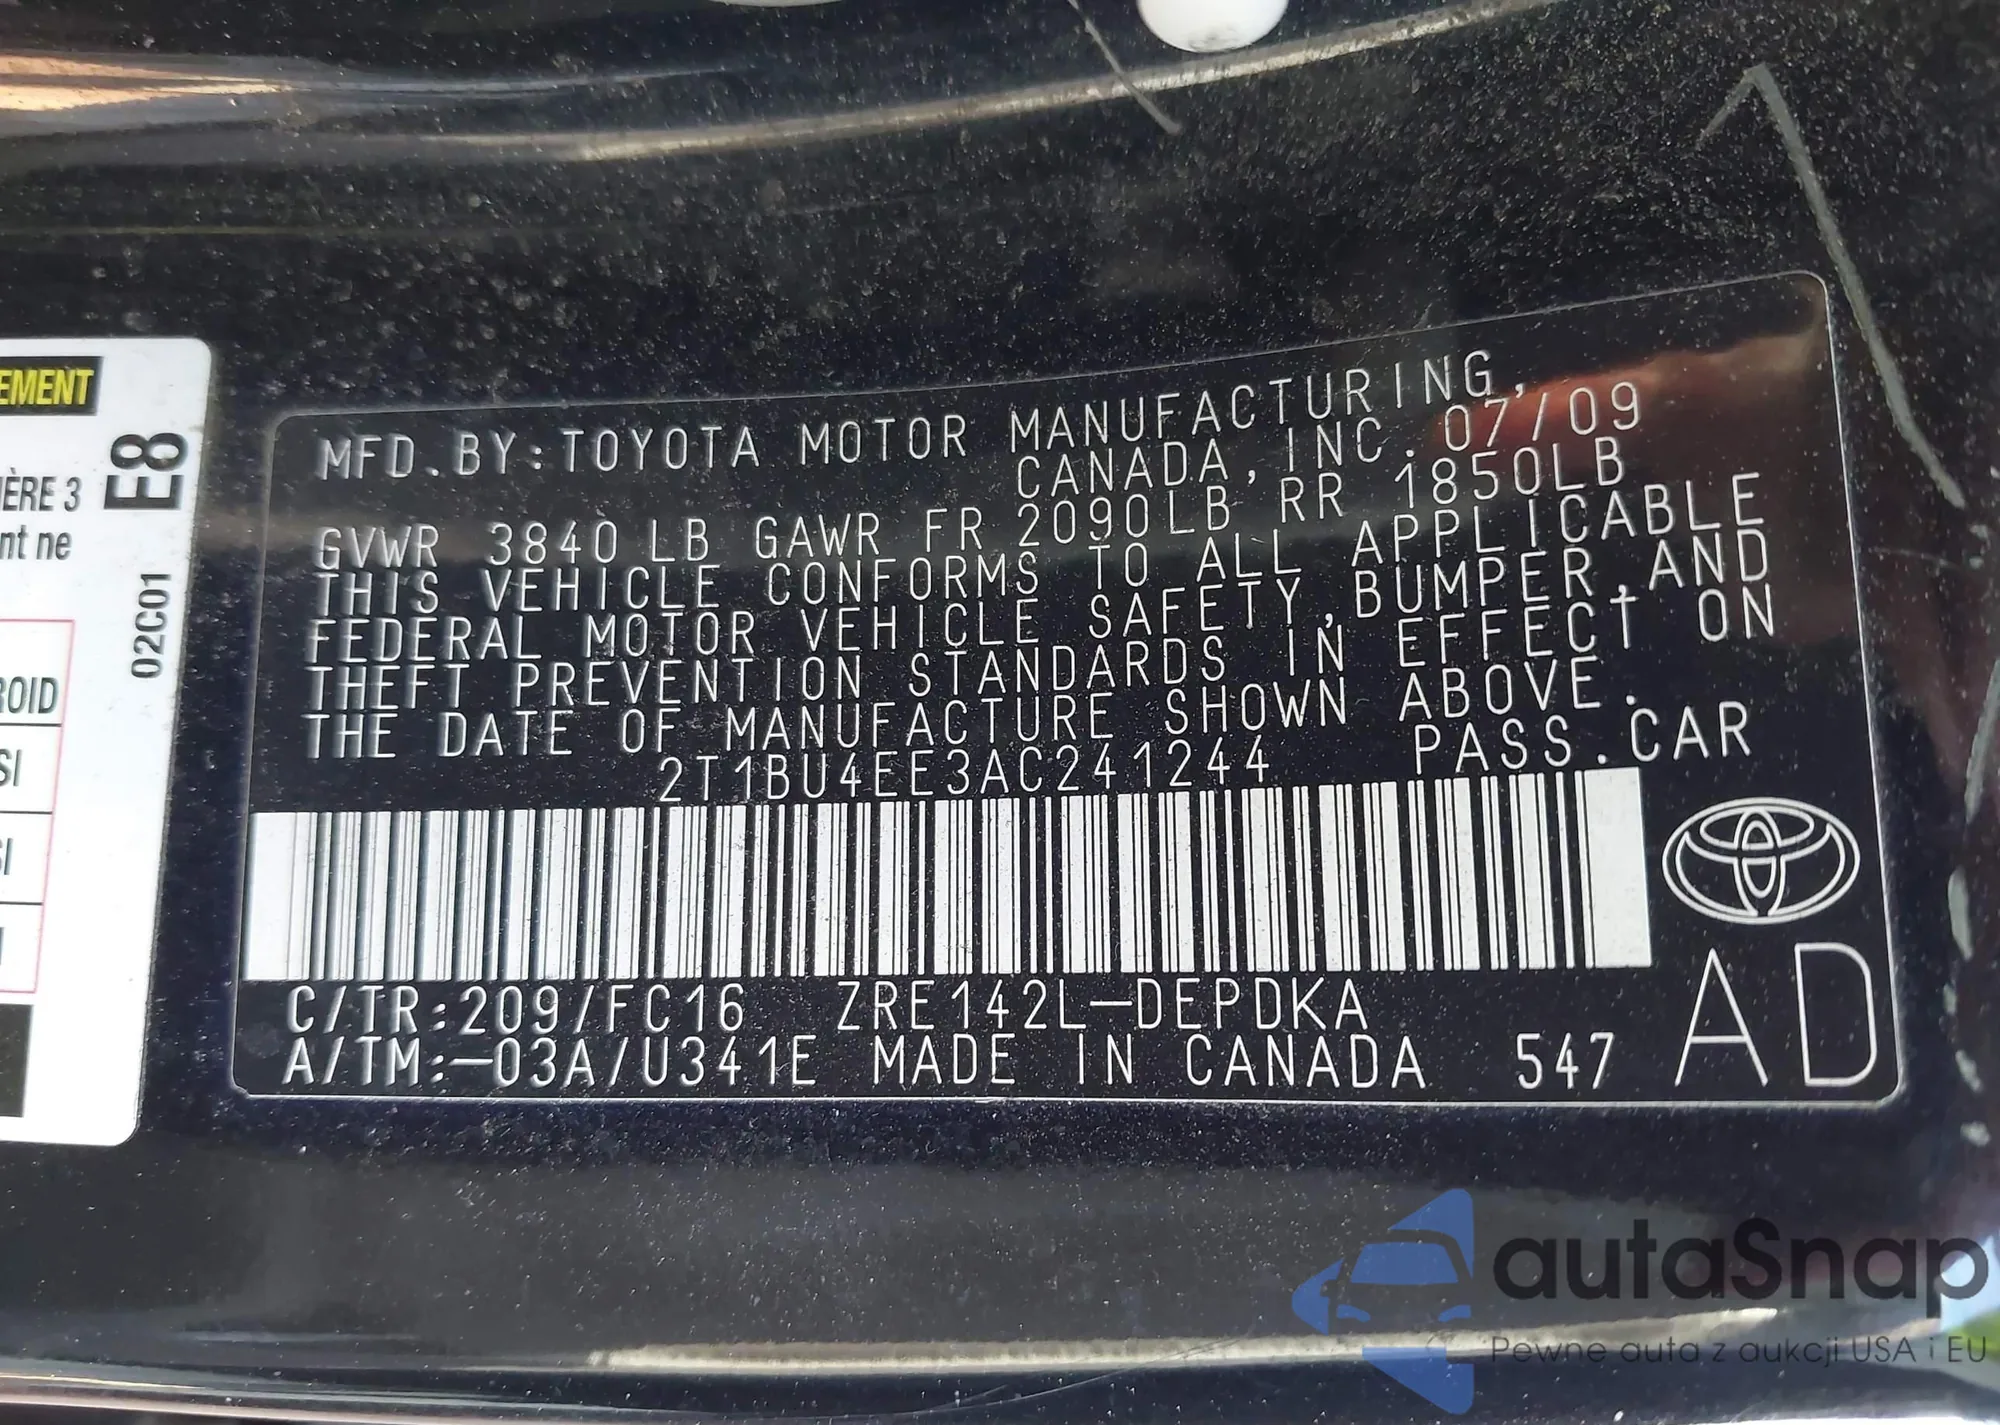 EMENT
E8
IÈRE 3
nt ne
02C01
ROID
SI
SI
MFD.BY:TOYOTA MOTOR MANUFACTURING,
CANADA, INC. 07/09
GVWR 3840LB GAWR FR 2090LB RR 1850LB
THIS VEHICLE CONFORMS TO ALL APPLICABLE
FEDERAL MOTOR VEHICLE SAFETY,BUMPER,AND
THEFT PREVENTION STANDARDS IN EFFECT ON
THE DATE OF MANUFACTURE SHOWN ABOVE.
2T1BU4EE3AC241244 PASS.CAR
C/TR:209/FC16 ZRE142L-DEPDKA
A/TM:-03A/U341E MADE IN CANADA 547
AD
autaSnap
Pewne auta z aukcji USA i EU